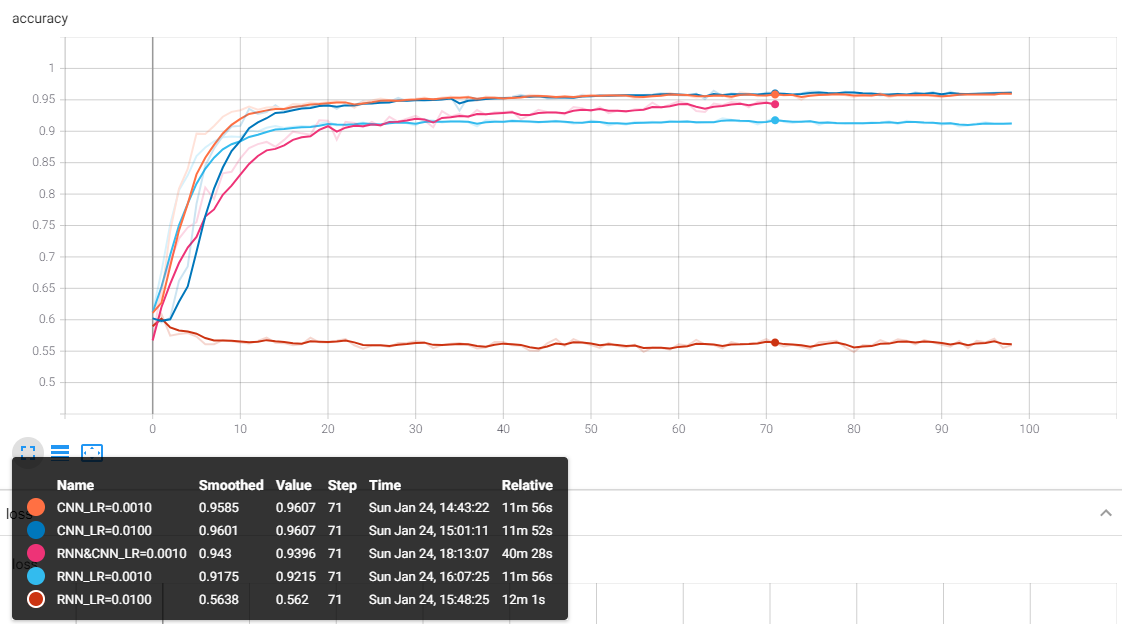 accuracy
1
0.95
0.9
0.85
0.8
0.75
0.7
0.65
0.6
0.55
0.5
0 10 20 30 40 50 60 70 80 90 100
Name Smoothed Value Step Time Relative
CNN_LR=0.0010 0.9585 0.9607 71 Sun Jan 24, 14:43:22 11m 56s
loss
CNN_LR=0.0100 0.9601 0.9607 71 Sun Jan 24, 15:01:11 11m 52s
RNN&CNN_LR=0.0010 0.943 0.9396 71 Sun Jan 24, 18:13:07 40m 28s
loss
RNN_LR=0.0010 0.9175 0.9215 71 Sun Jan 24, 16:07:25 11m 56s
RNN_LR=0.0100 0.5638 0.562 71 Sun Jan 24, 15:48:25 12m 1s